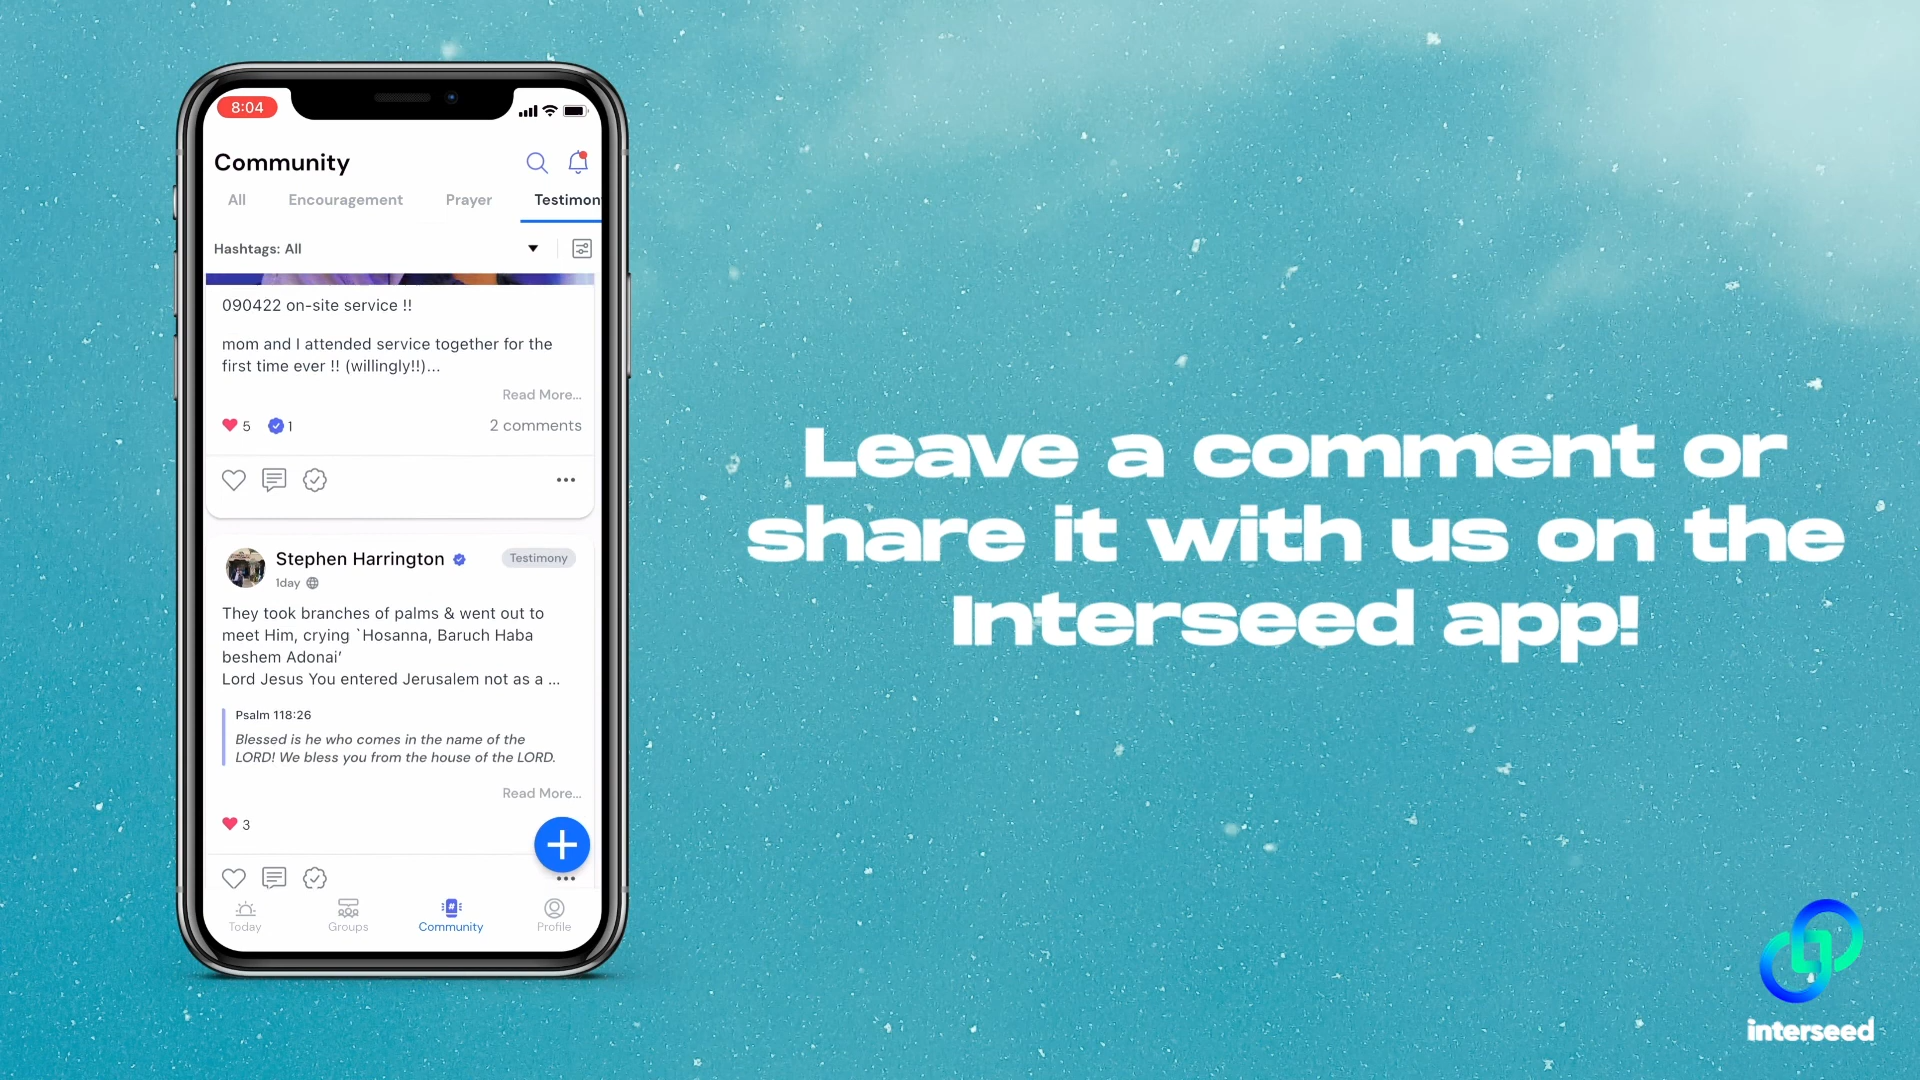 8:04
Community
All Encouragement Prayer Testimon
Hashtags: All
090422 on-site service !!
mom and I attended service together for the
first time ever !! (willingly!!)...
Read More...
5 1 2 comments
Stephen Harrington Testimony
1day
They took branches of palms & went out to
meet Him, crying `Hosanna, Baruch Haba
beshem Adonai’
Lord Jesus You entered Jerusalem not as a ...
Psalm 118:26
Blessed is he who comes in the name of the
LORD! We bless you from the house of the LORD.
Read More...
3
Today Groups Community Profile
Leave a comment or
share it with us on the
Interseed app!
interseed